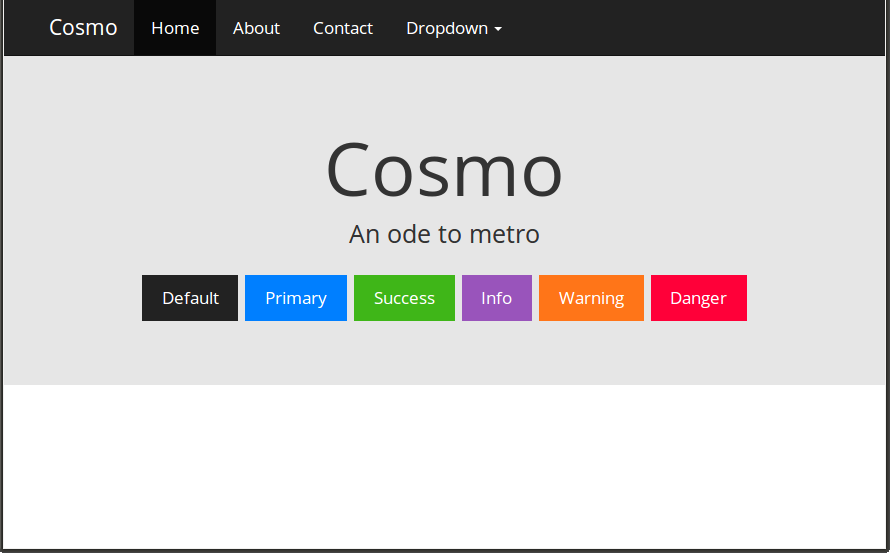 Cosmo Home About Contact Dropdown
Cosmo
An ode to metro
Default Primary Success Info Warning Danger